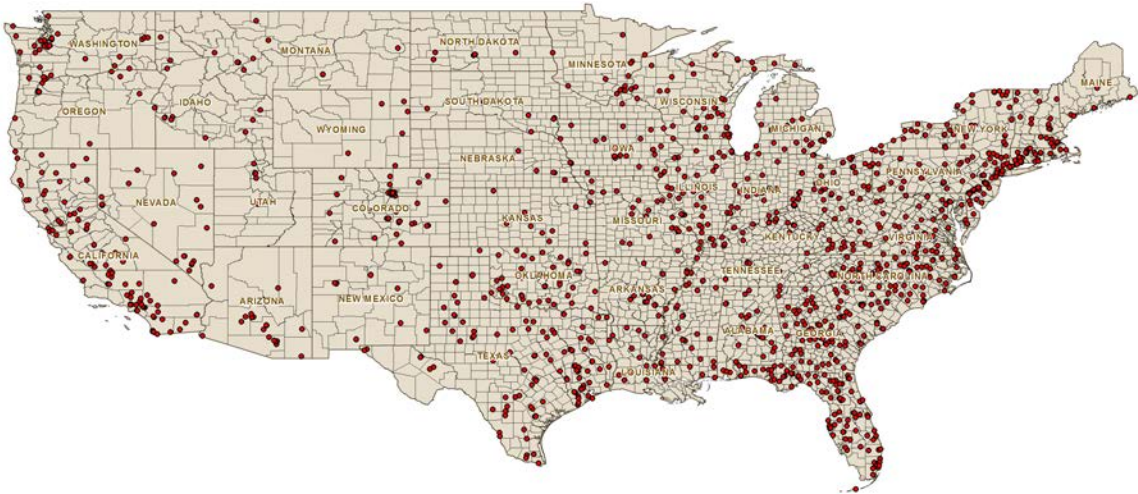 WASHINGTON
MONTANA
NORTH DAKOTA
MINNESOTA
MAINE
OREGON
IDAHO
SOUTH DAKOTA
WISCONSIN
WYOMING
MICHIGAN
NEW YORK
NEBRASKA
IOWA
PENNSYLVANIA
NEVADA
UTAH
COLORADO
ILLINOIS
INDIANA
OHIO
KANSAS
MISSOURI
KENTUCKY
VIRGINIA
CALIFORNIA
OKLAHOMA
TENNESSEE
NORTH CAROLINA
ARIZONA
NEW MEXICO
ARKANSAS
ALABAMA
GEORGIA
TEXAS
LOUISIANA